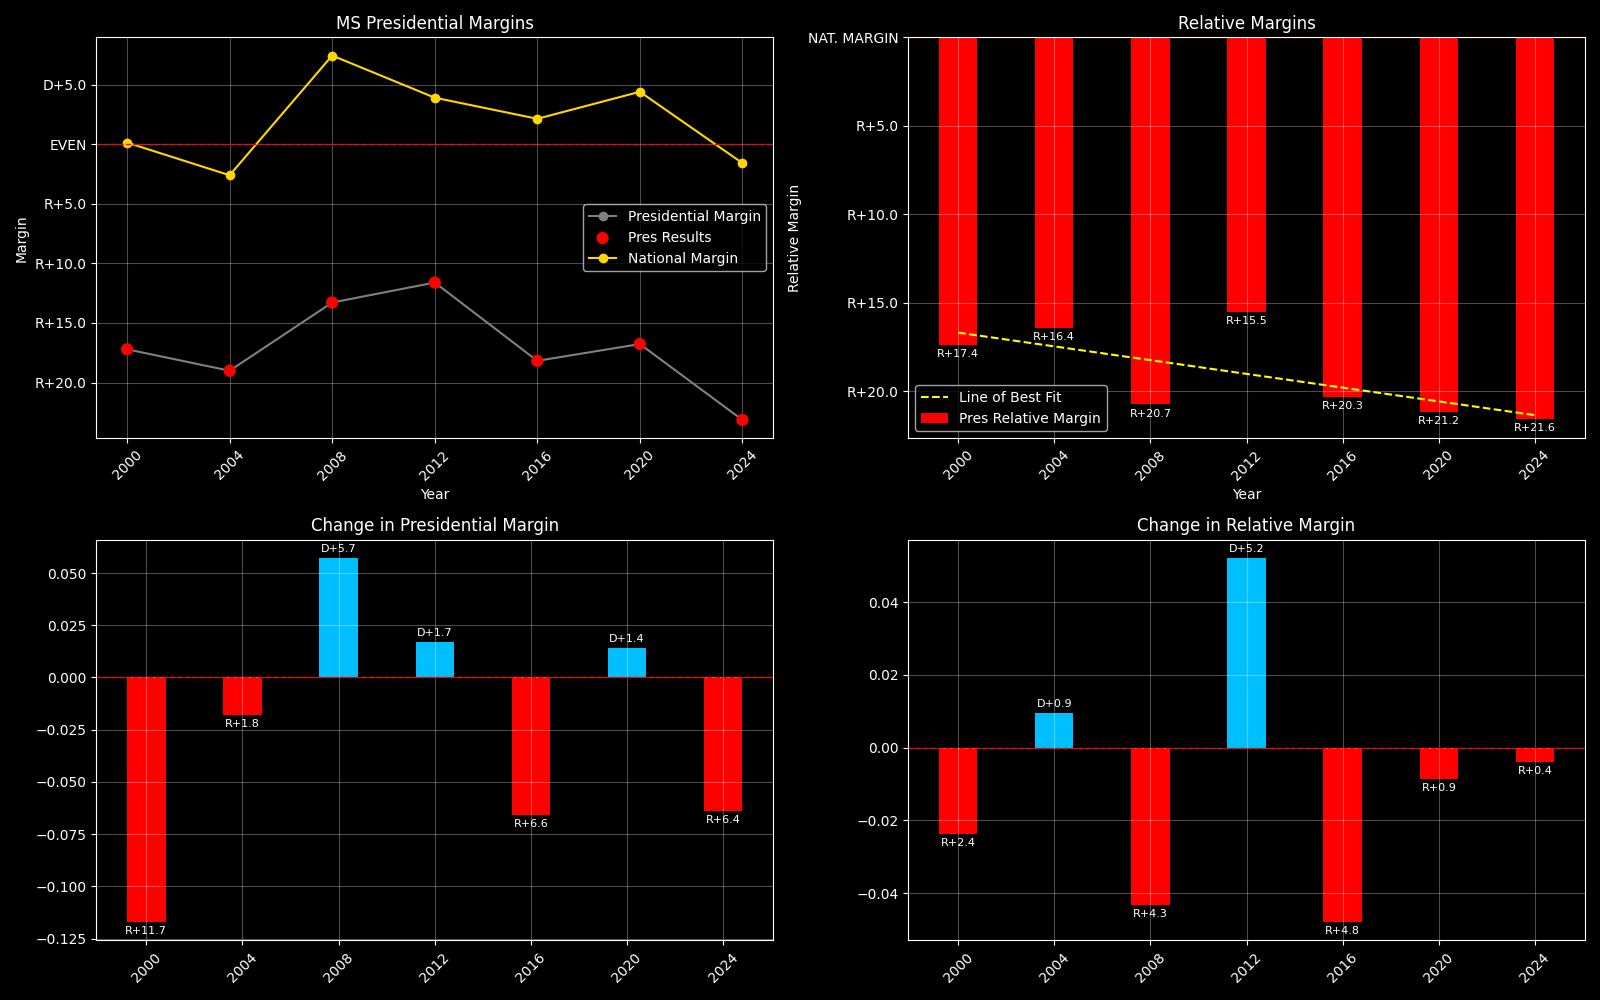 MS Presidential Margins
D+5.0
EVEN
R+5.0
R+10.0
R+15.0
R+20.0
Margin
Presidential Margin
Pres Results
National Margin
2000 2004 2008 2012 2016 2020 2024
Year
Relative Margins
NAT. MARGIN
R+5.0
R+10.0
R+15.0
R+20.0
Relative Margin
R+17.4 R+16.4 R+20.7 R+15.5 R+20.3 R+21.2 R+21.6
Line of Best Fit
Pres Relative Margin
2000 2004 2008 2012 2016 2020 2024
Year
Change in Presidential Margin
0.050
0.025
0.000
−0.025
−0.050
−0.075
−0.100
−0.125
R+11.7 R+1.8 D+5.7 D+1.7 R+6.6 D+1.4 R+6.4
2000 2004 2008 2012 2016 2020 2024
Change in Relative Margin
0.04
0.02
0.00
−0.02
−0.04
R+2.4 D+0.9 R+4.3 D+5.2 R+4.8 R+0.9 R+0.4
2000 2004 2008 2012 2016 2020 2024